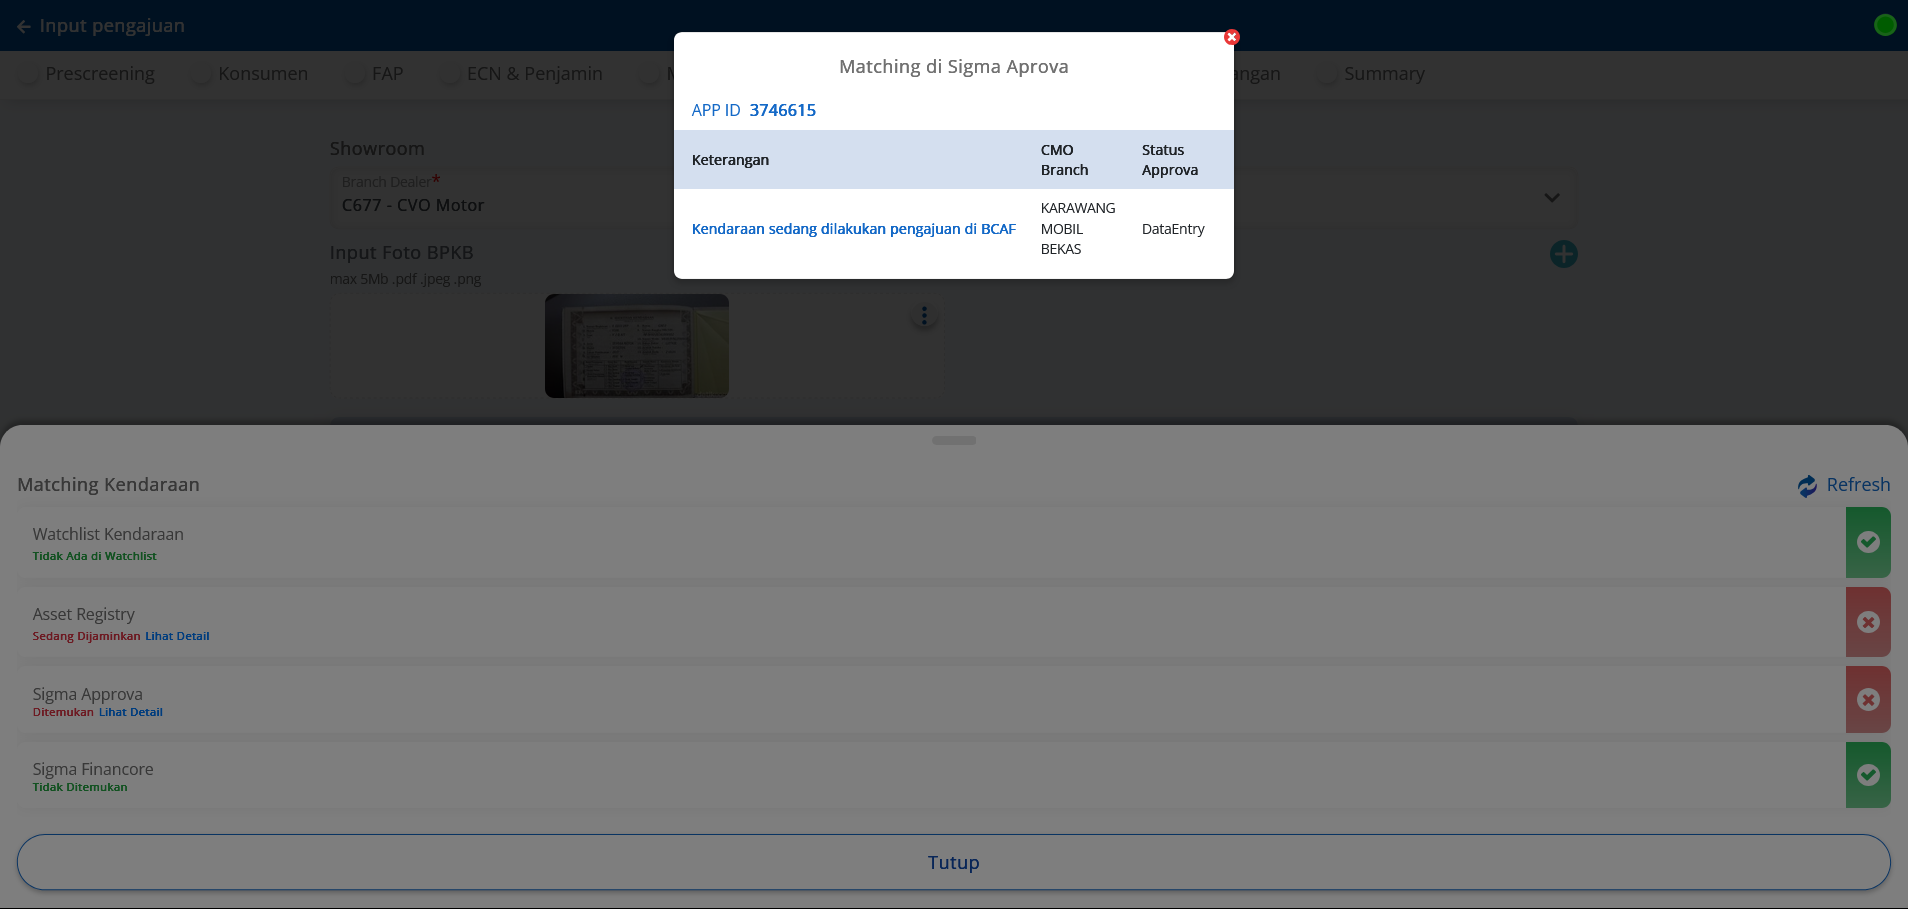 Input pengajuan
Prescreening
Konsumen
FAP
ECN & Penjamin
Summary
Matching di Sigma Aprova
APP ID 3746615
Keterangan
CMO
Branch
Status
Approva
Kendaraan sedang dilakukan pengajuan di BCAF
KARAWANG
MOBIL
BEKAS
DataEntry
Showroom
Branch Dealer*
C677 - CVO Motor
Input Foto BPKB
max 5Mb .pdf .jpeg .png
Matching Kendaraan
Refresh
Watchlist Kendaraan
Tidak Ada di Watchlist
Asset Registry
Sedang Dijaminkan Lihat Detail
Sigma Approva
Ditemukan Lihat Detail
Sigma Financore
Tidak Ditemukan
Tutup